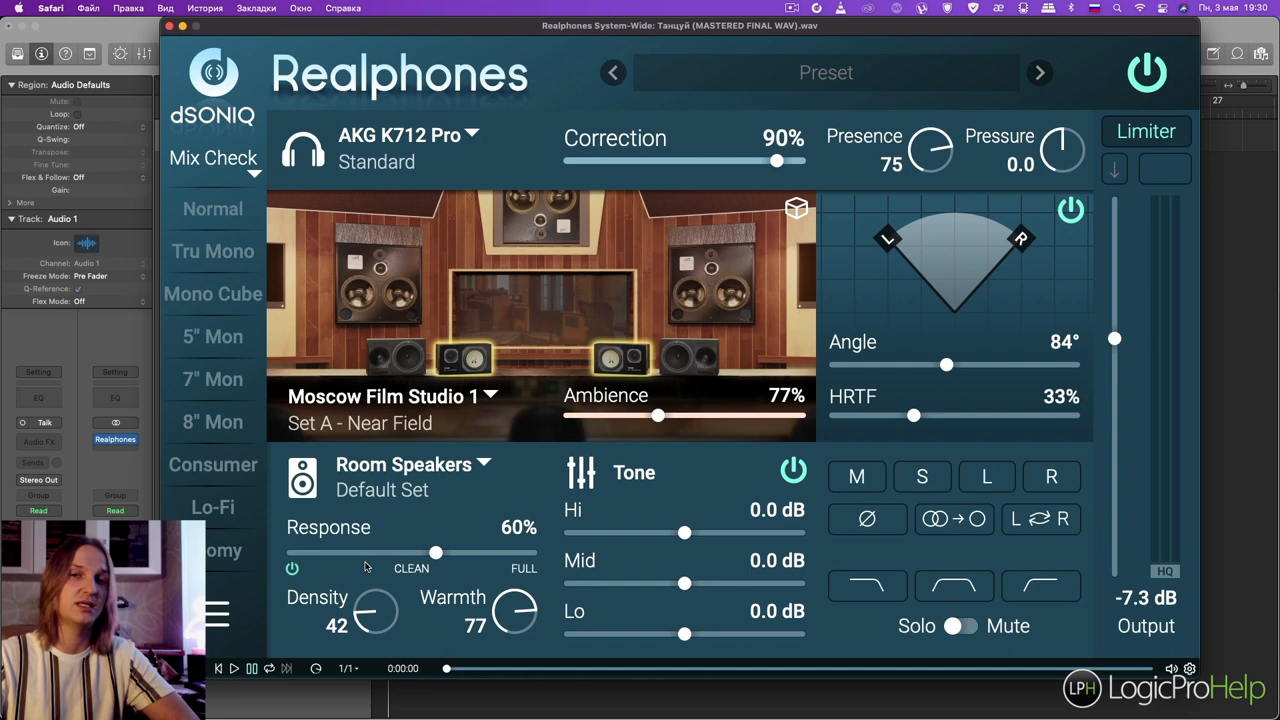 Safari Файл Правка Вид История Закладки Окно Справка
Пн, 3 мая 19:30
Realphones System-Wide: Танцуй (MASTERED FINAL WAV).wav
Region: Audio Defaults
Mute:
Loop:
Quantize: Off
Q-Swing:
Transpose:
Fine Tune:
Flex & Follow: Off
Gain:
More
Track: Audio 1
Icon:
Channel: Audio 1
Freeze Mode: Pre Fader
Q-Reference:
Flex Mode: Off
Setting Setting
EQ EQ
Talk
Audio FX Realphones
Sends
Stereo Out
Group Group
Read Read
27
dSONIQ
Realphones
Preset
Mix Check
Normal
Tru Mono
Mono Cube
5" Mon
7" Mon
8" Mon
Consumer
Lo-Fi
omy
AKG K712 Pro
Standard
Correction 90%
Presence 75
Pressure 0.0
Limiter
Moscow Film Studio 1
Set A - Near Field
Ambience 77%
L R
Angle 84°
HRTF 33%
Room Speakers
Default Set
Response 60%
CLEAN FULL
Density 42
Warmth 77
Tone
Hi 0.0 dB
Mid 0.0 dB
Lo 0.0 dB
M S L R
L R
Solo Mute
HQ
-7.3 dB
Output
1/1 0:00:00
LPH LogicProHelp